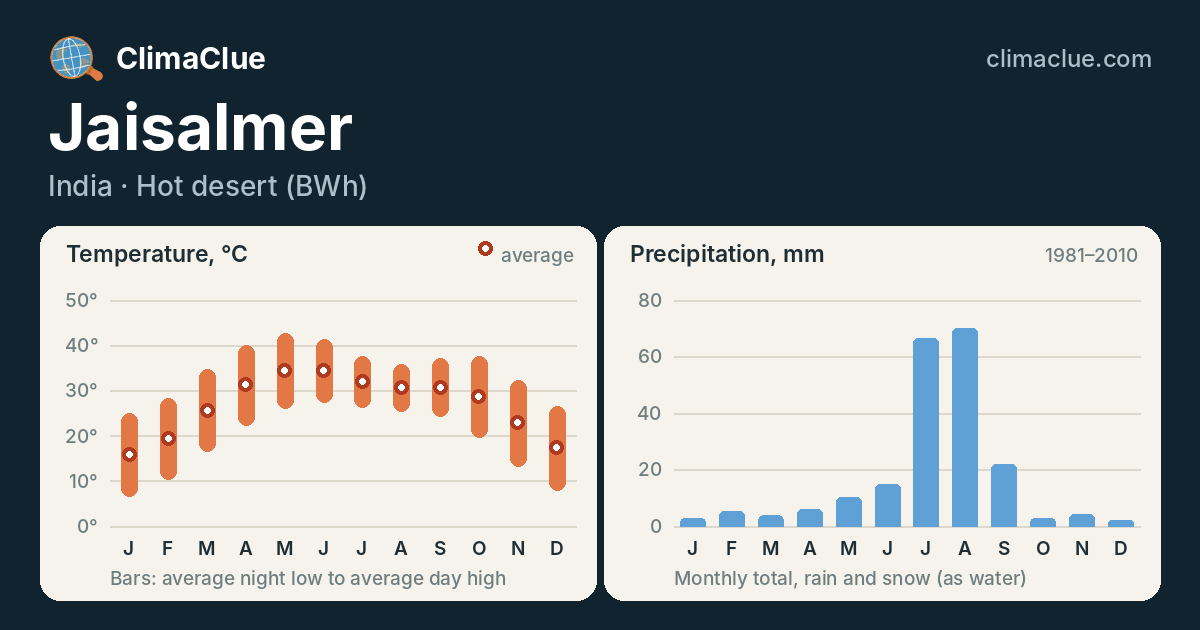 ClimaClue
climaclue.com
Jaisalmer
India · Hot desert (BWh)
Temperature, °C
average
50°
40°
30°
20°
10°
0°
J F M A M J J A S O N D
Bars: average night low to average day high
Precipitation, mm
1981–2010
80
60
40
20
0
J F M A M J J A S O N D
Monthly total, rain and snow (as water)